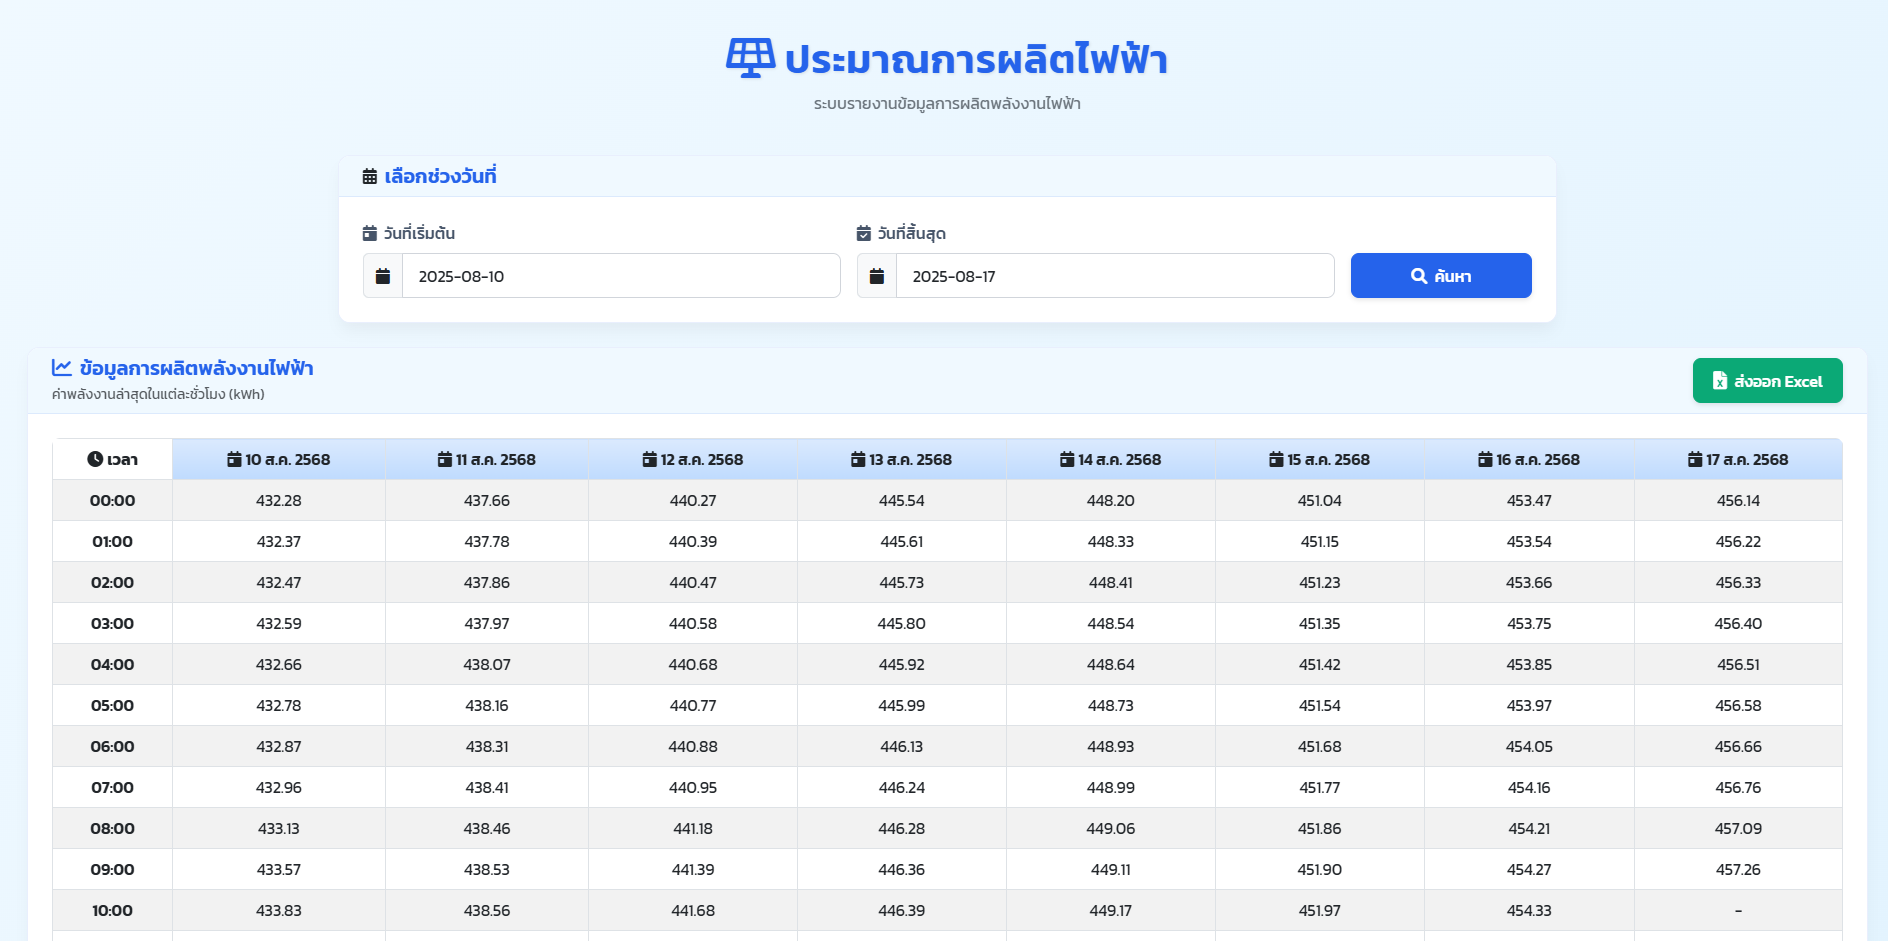 ประมาณการผลิตไฟฟ้า
ระบบรายงานข้อมูลการผลิตพลังงานไฟฟ้า
เลือกช่วงวันที่
วันที่เริ่มต้น วันที่สิ้นสุด
2025-08-10 2025-08-17 ค้นหา
ข้อมูลการผลิตพลังงานไฟฟ้า
ค่าพลังงานล่าสุดในแต่ละชั่วโมง (kWh)
ส่งออก Excel
เวลา 10 ส.ค. 2568 11 ส.ค. 2568 12 ส.ค. 2568 13 ส.ค. 2568 14 ส.ค. 2568 15 ส.ค. 2568 16 ส.ค. 2568 17 ส.ค. 2568
00:00 432.28 437.66 440.27 445.54 448.20 451.04 453.47 456.14
01:00 432.37 437.78 440.39 445.61 448.33 451.15 453.54 456.22
02:00 432.47 437.86 440.47 445.73 448.41 451.23 453.66 456.33
03:00 432.59 437.97 440.58 445.80 448.54 451.35 453.75 456.40
04:00 432.66 438.07 440.68 445.92 448.64 451.42 453.85 456.51
05:00 432.78 438.16 440.77 445.99 448.73 451.54 453.97 456.58
06:00 432.87 438.31 440.88 446.13 448.93 451.68 454.05 456.66
07:00 432.96 438.41 440.95 446.24 448.99 451.77 454.16 456.76
08:00 433.13 438.46 441.18 446.28 449.06 451.86 454.21 457.09
09:00 433.57 438.53 441.39 446.36 449.11 451.90 454.27 457.26
10:00 433.83 438.56 441.68 446.39 449.17 451.97 454.33 -